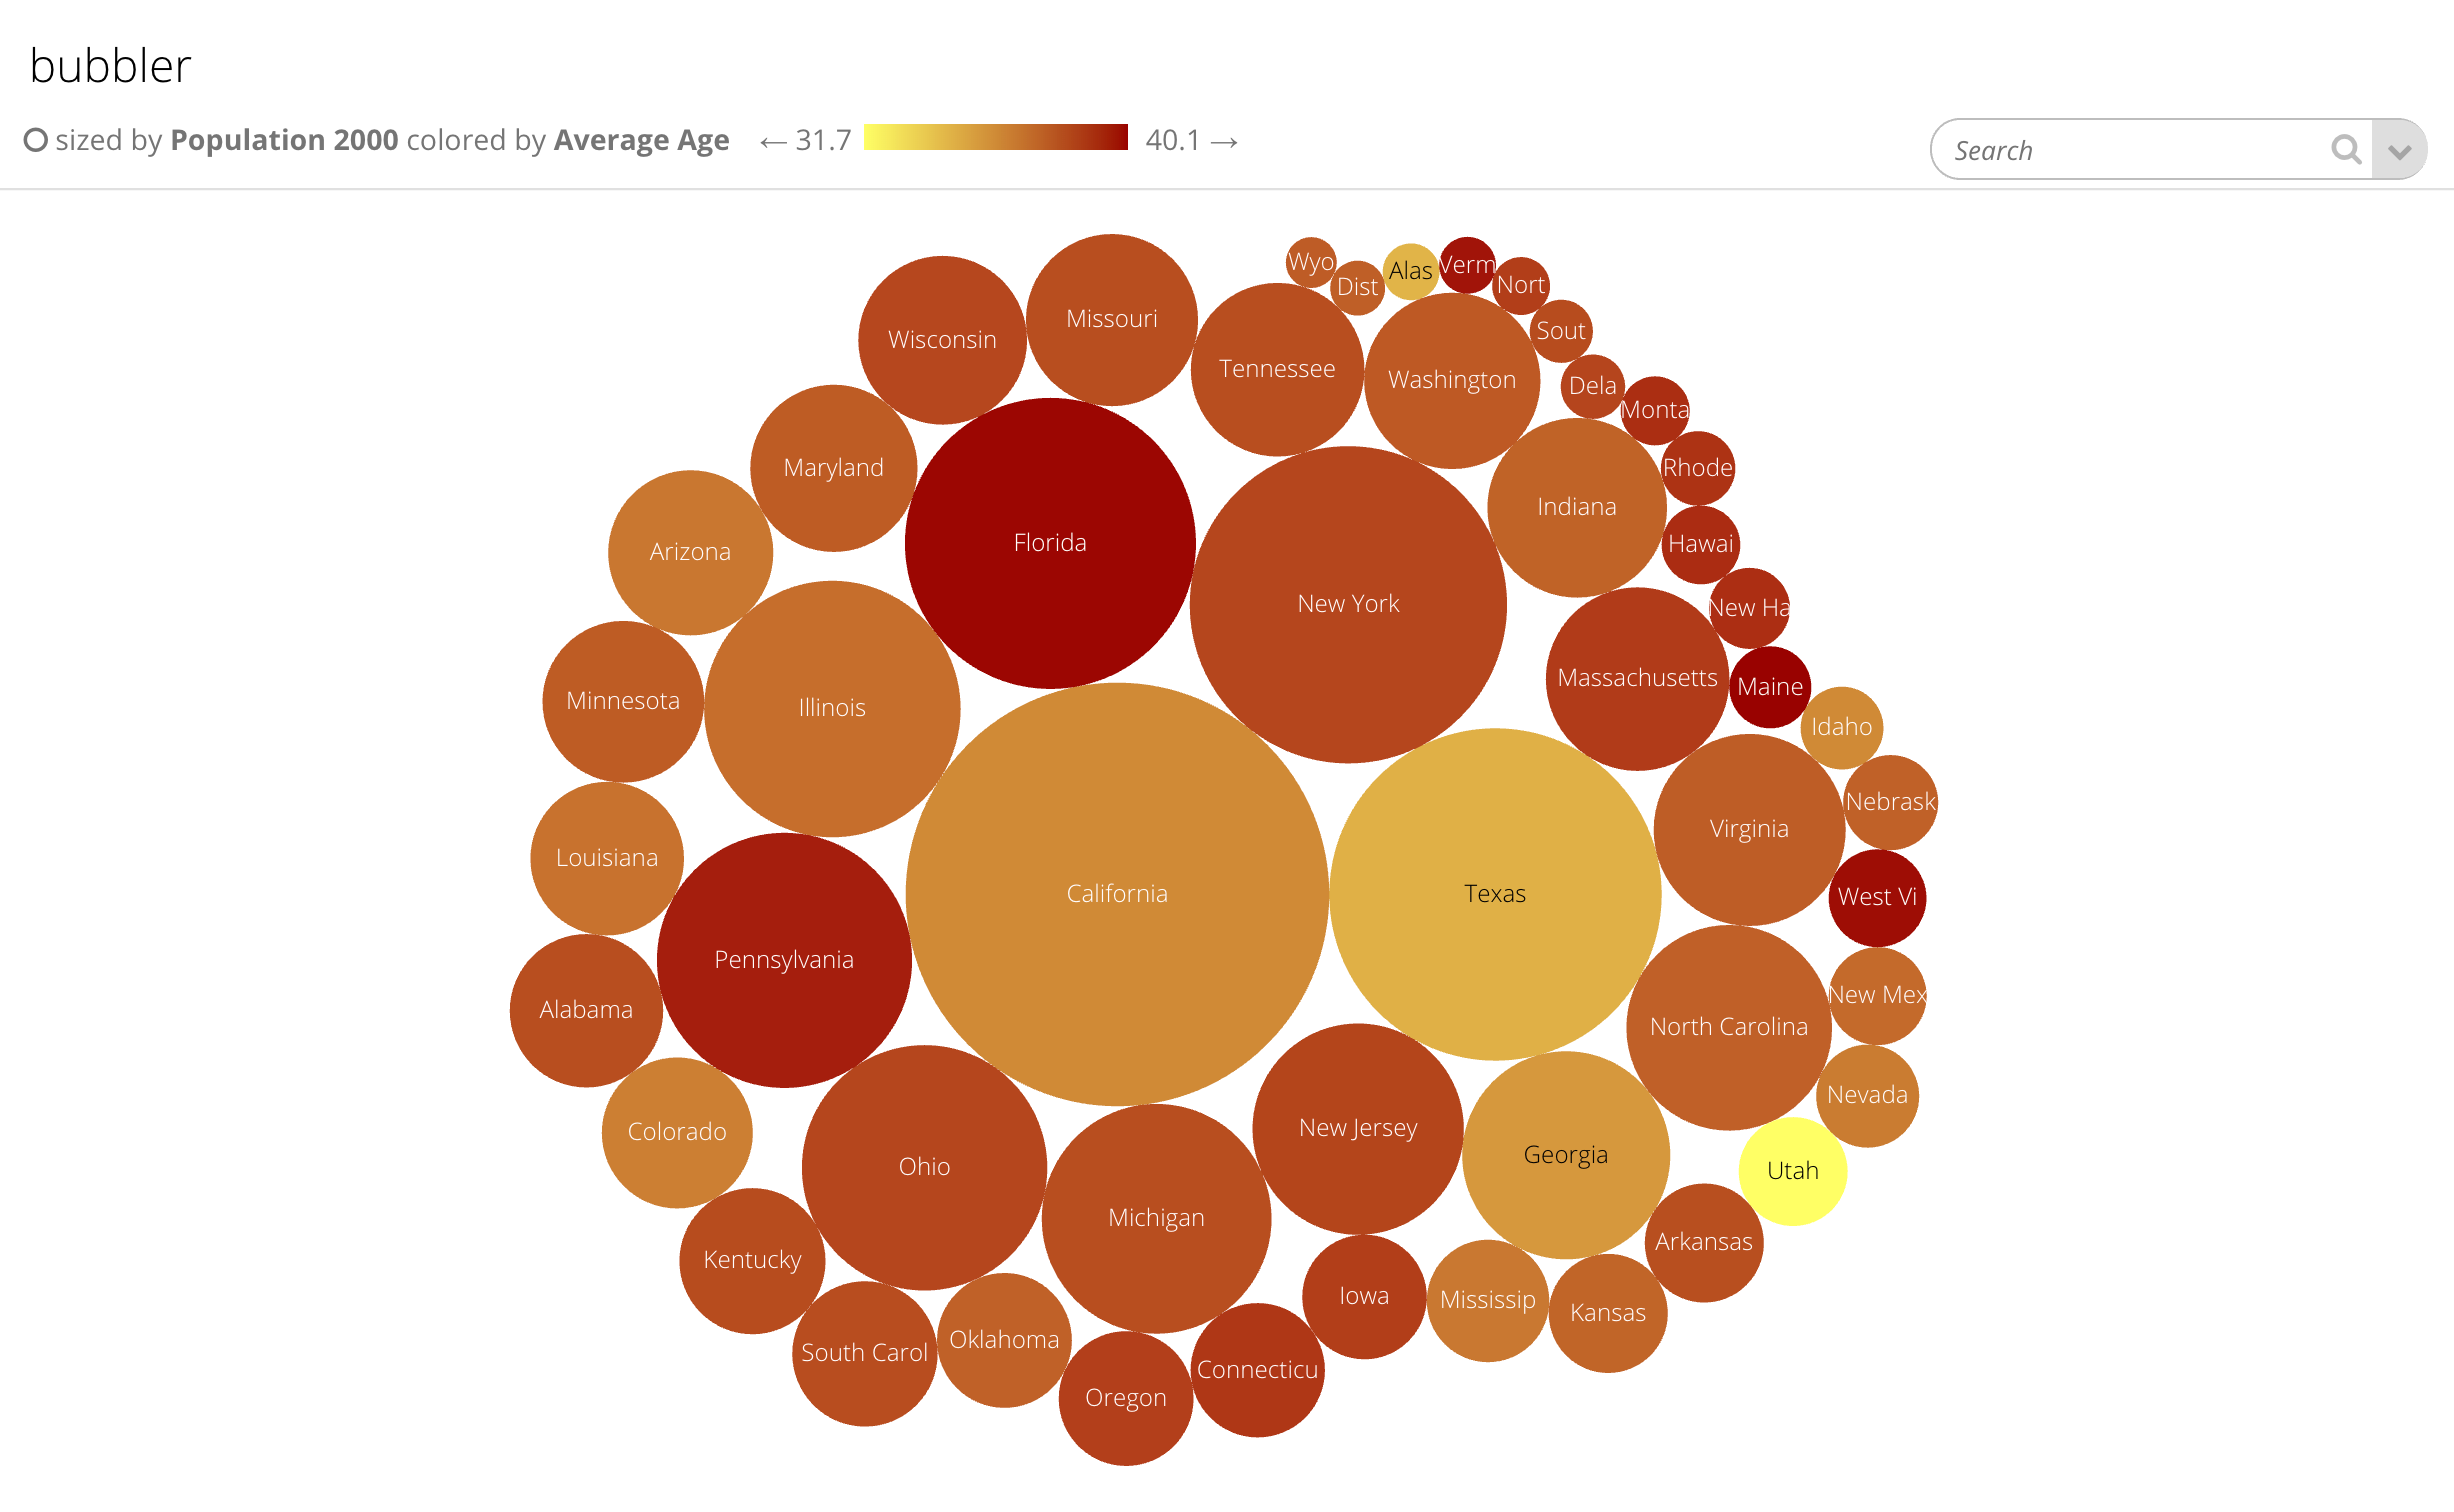 bubbler
sized by Population 2000 colored by Average Age ← 31.7 40.1 →
Search
Wyo
Dist
Alas
Verm
Nort
Sout
Missouri
Wisconsin
Tennessee
Washington
Dela
Monta
Maryland
Rhode
Indiana
Florida
Hawai
Arizona
New York
New Ha
Massachusetts
Maine
Minnesota
Illinois
Idaho
Nebrask
Virginia
Louisiana
California
Texas
West Vi
Pennsylvania
New Mex
Alabama
North Carolina
Nevada
Colorado
New Jersey
Georgia
Ohio
Utah
Michigan
Arkansas
Kentucky
Iowa
Mississip
Kansas
South Carol
Oklahoma
Connecticu
Oregon